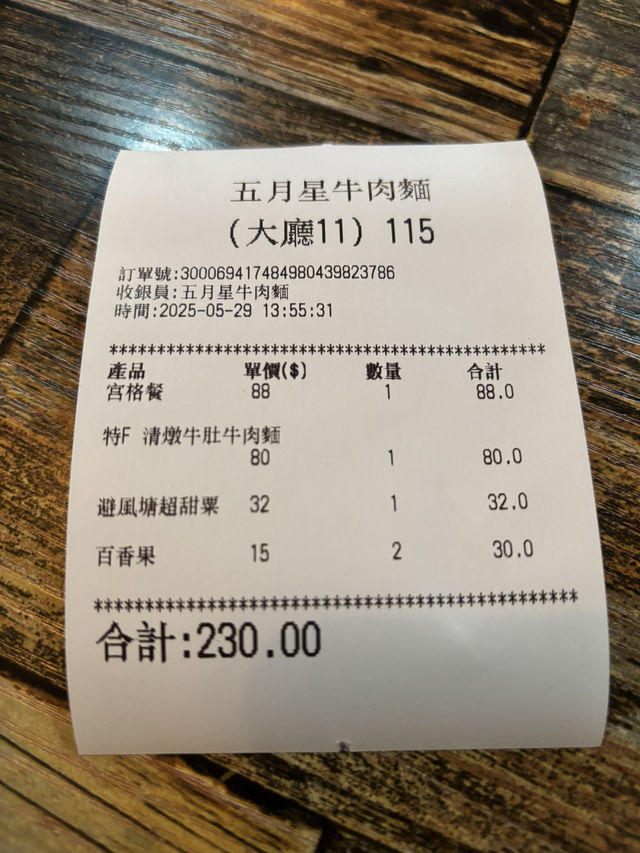 五月星牛肉麵
(大廳11) 115
訂單號:300069417484980439823786
收銀員:五月星牛肉麵
時間:2025-05-29 13:55:31
******************************************
產品 單價($) 數量 合計
宮格餐 88 1 88.0
特F 清燉牛肚牛肉麵
80 1 80.0
避風塘超甜粟 32 1 32.0
百香果 15 2 30.0
******************************************
合計:230.00